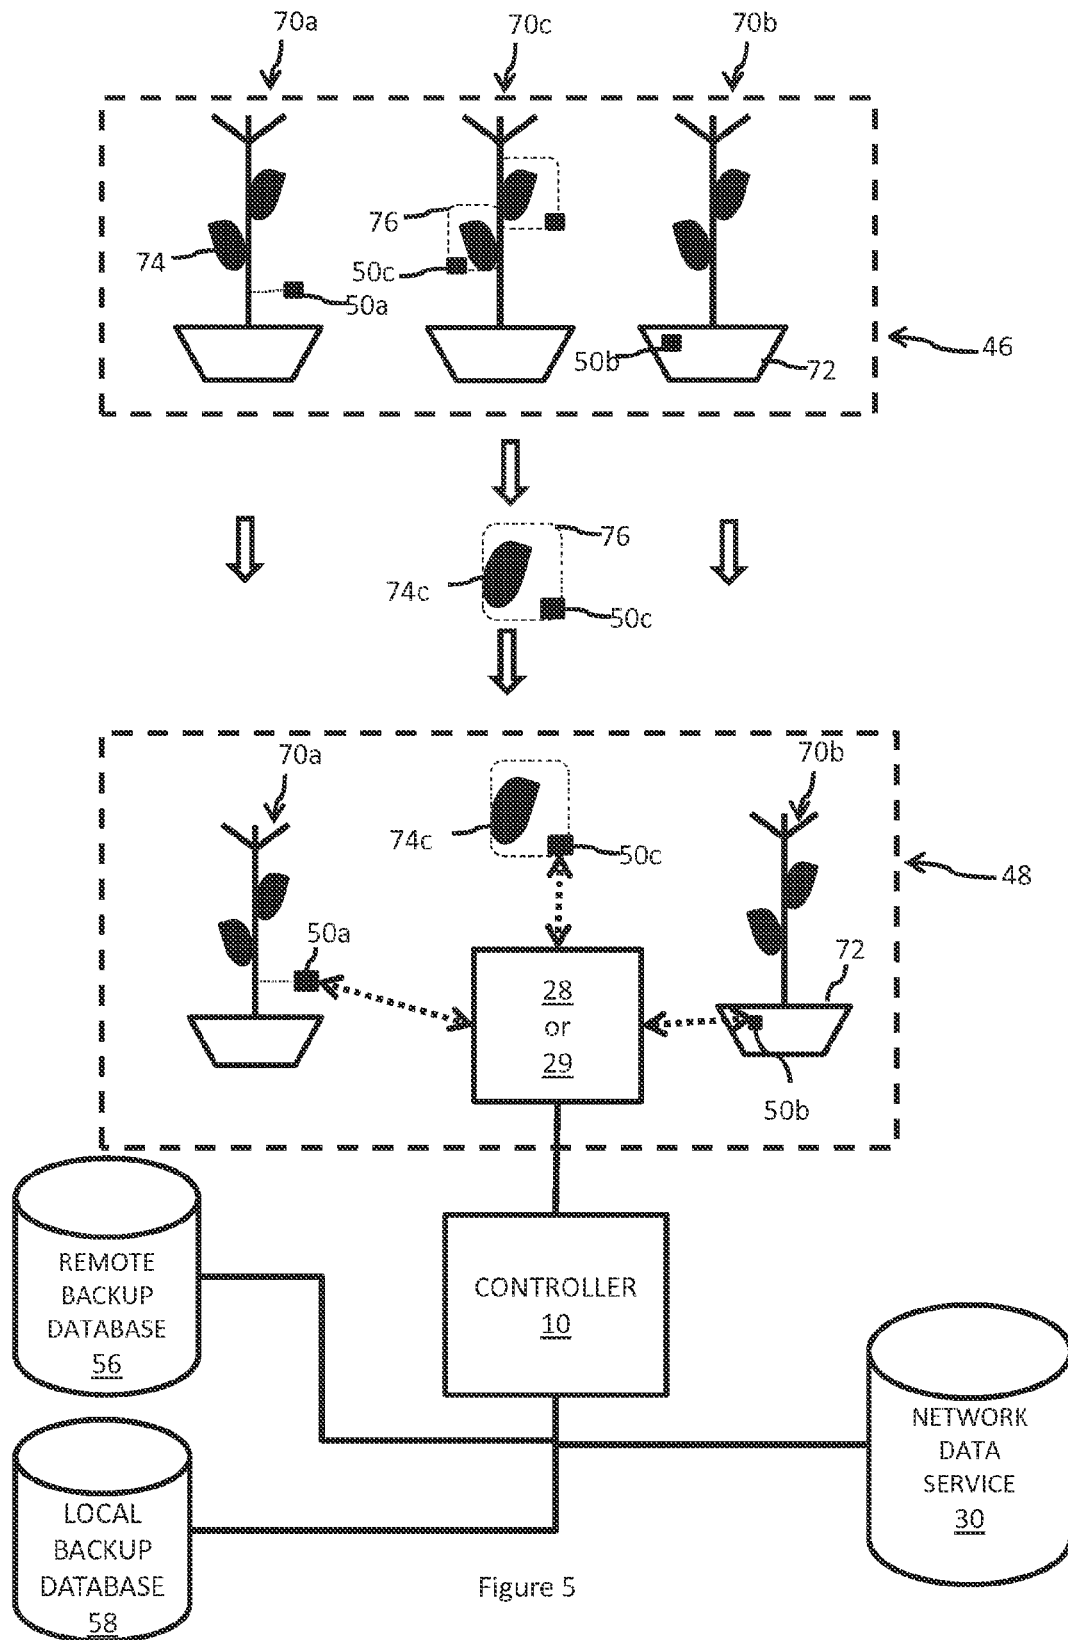 70a
70c
70b
76
74
50c
50a
50b
72
46
76
74c
50c
70a
70b
74c
50c
48
50a
72
28
or
29
50b
REMOTE
BACKUP
DATABASE
56
CONTROLLER
10
NETWORK
DATA
SERVICE
30
LOCAL
BACKUP
DATABASE
58
Figure 5